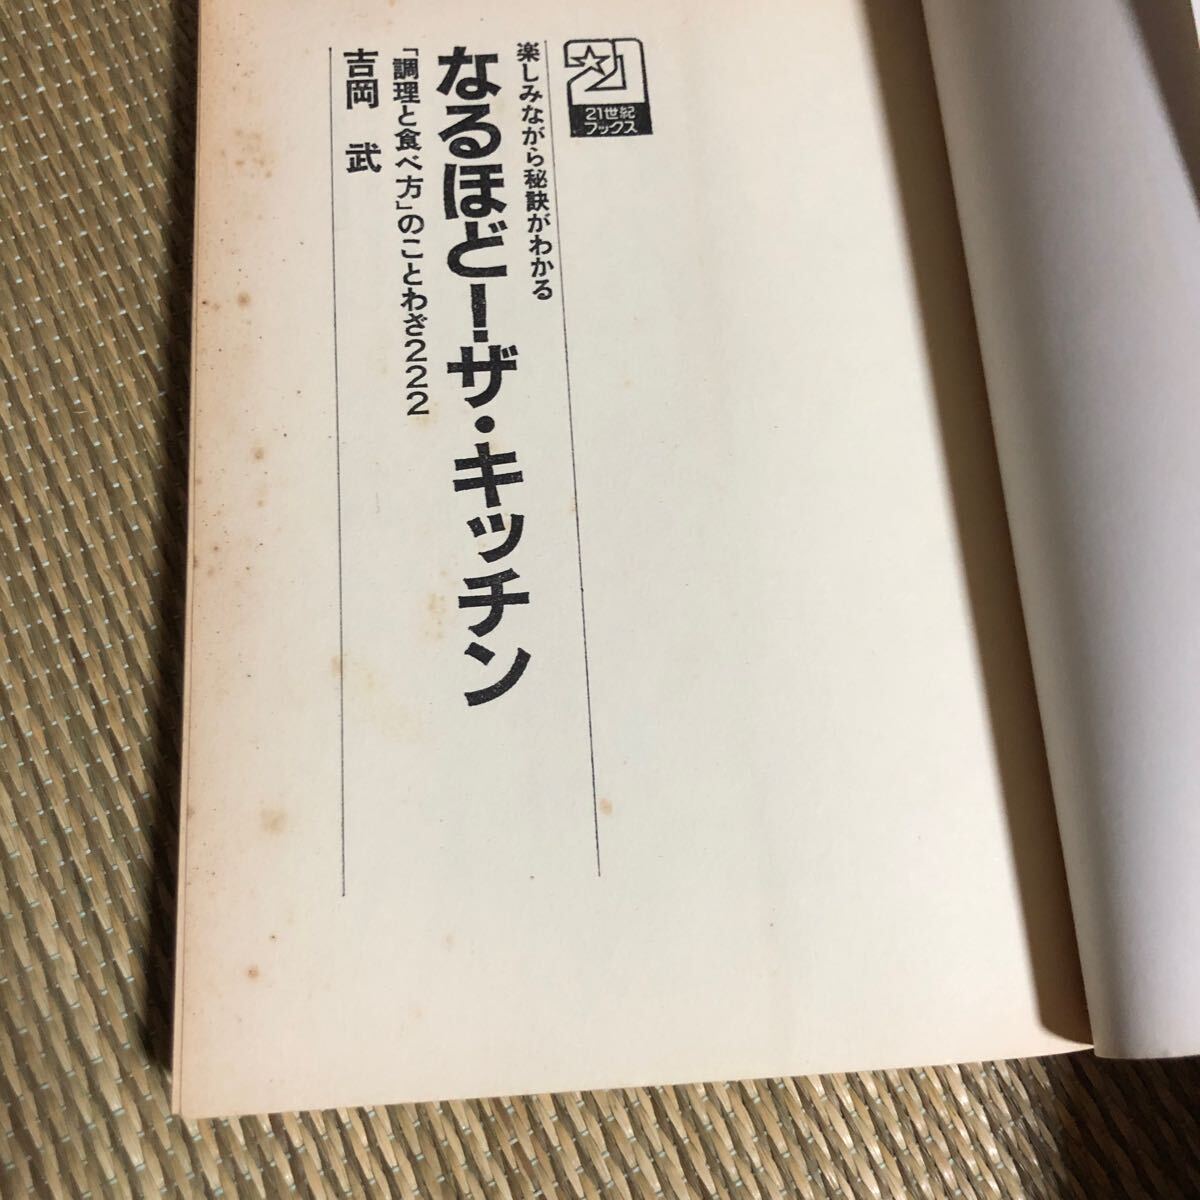 21世紀
ブックス
楽しみながら秘訣がわかる
なるほど！ザ・キッチン
「調理と食べ方」のことわざ222
吉岡 武